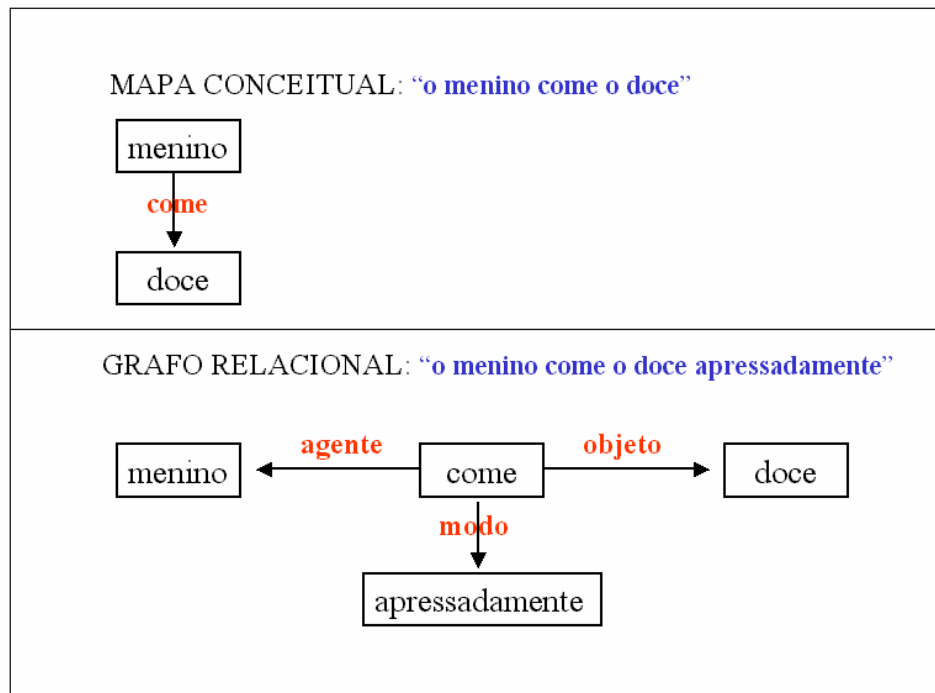 MAPA CONCEITUAL: “o menino come o doce”
menino
come
doce
GRAFO RELACIONAL: “o menino come o doce apressadamente”
agente objeto
menino come doce
modo
apressadamente